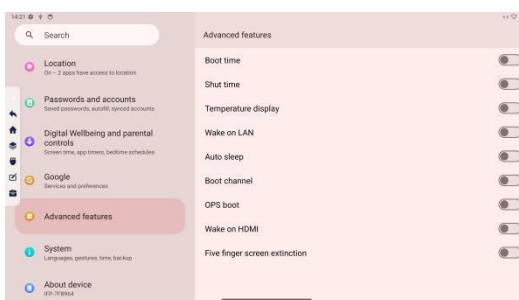 14:21
Search
Location
On – 2 apps have access to location
Passwords and accounts
Saved passwords, autofill, synced accounts
Digital Wellbeing and parental
controls
Screen time, app timers, bedtime schedules
Google
Services and preferences
Advanced features
System
Languages, gestures, time, backup
About device
IFP-7FB964
Advanced features
Boot time
Shut time
Temperature display
Wake on LAN
Auto sleep
Boot channel
OPS boot
Wake on HDMI
Five finger screen extinction